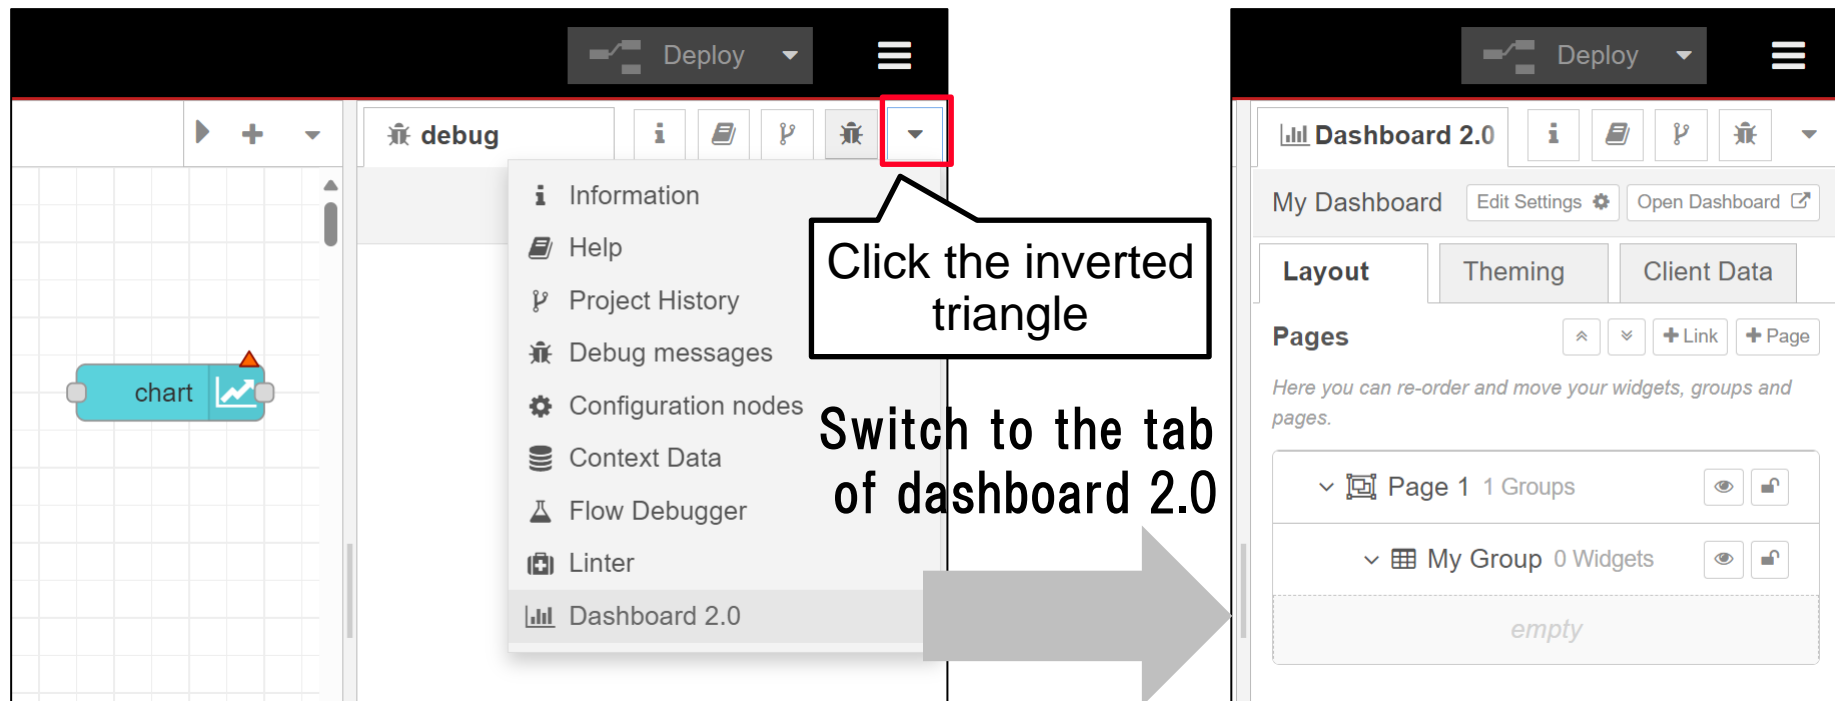 Deploy
debug
Information
Help
Project History
Debug messages
Configuration nodes
Context Data
Flow Debugger
Linter
Dashboard 2.0
chart
Click the inverted
triangle
Switch to the tab
of dashboard 2.0
Deploy
Dashboard 2.0
My Dashboard Edit Settings Open Dashboard
Layout Theming Client Data
Pages Link Page
Here you can re-order and move your widgets, groups and
pages.
Page 1 1 Groups
My Group 0 Widgets
empty